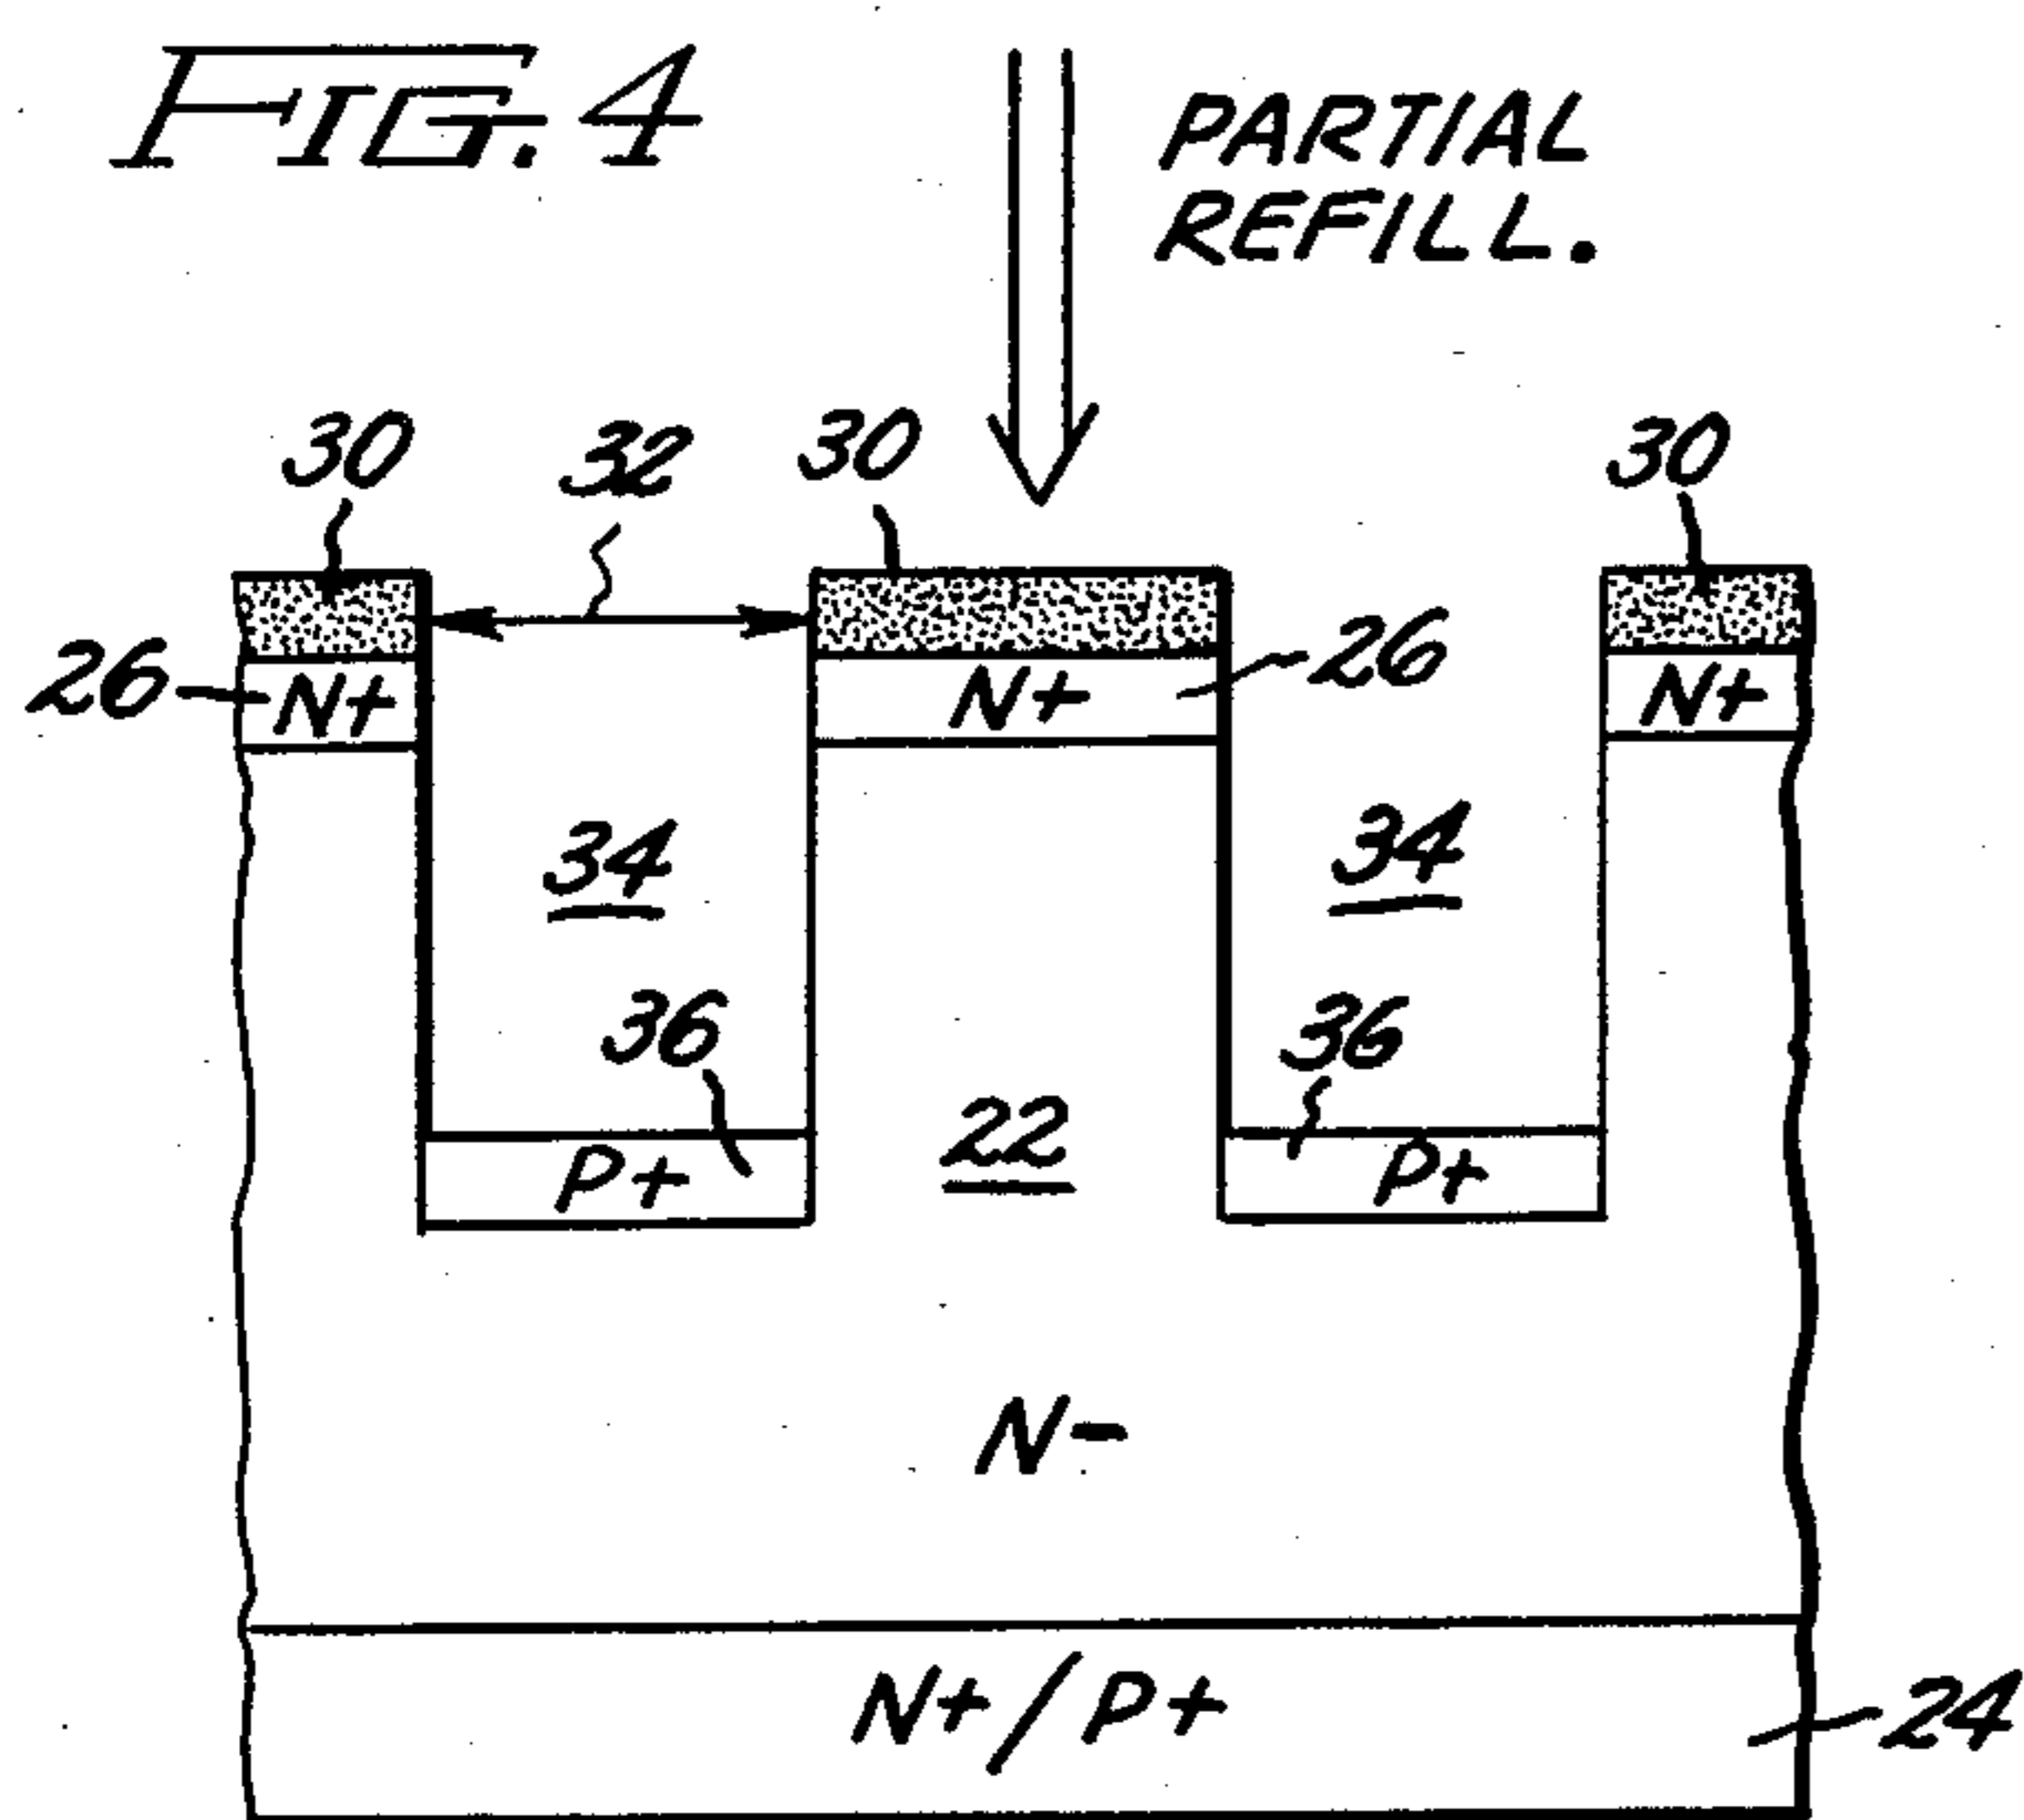 FIG. 4
PARTIAL
REFILL.
30
32
30
30
26
N+
N+
26
N+
34
34
36
36
22
P+
P+
N-
N+/P+
24